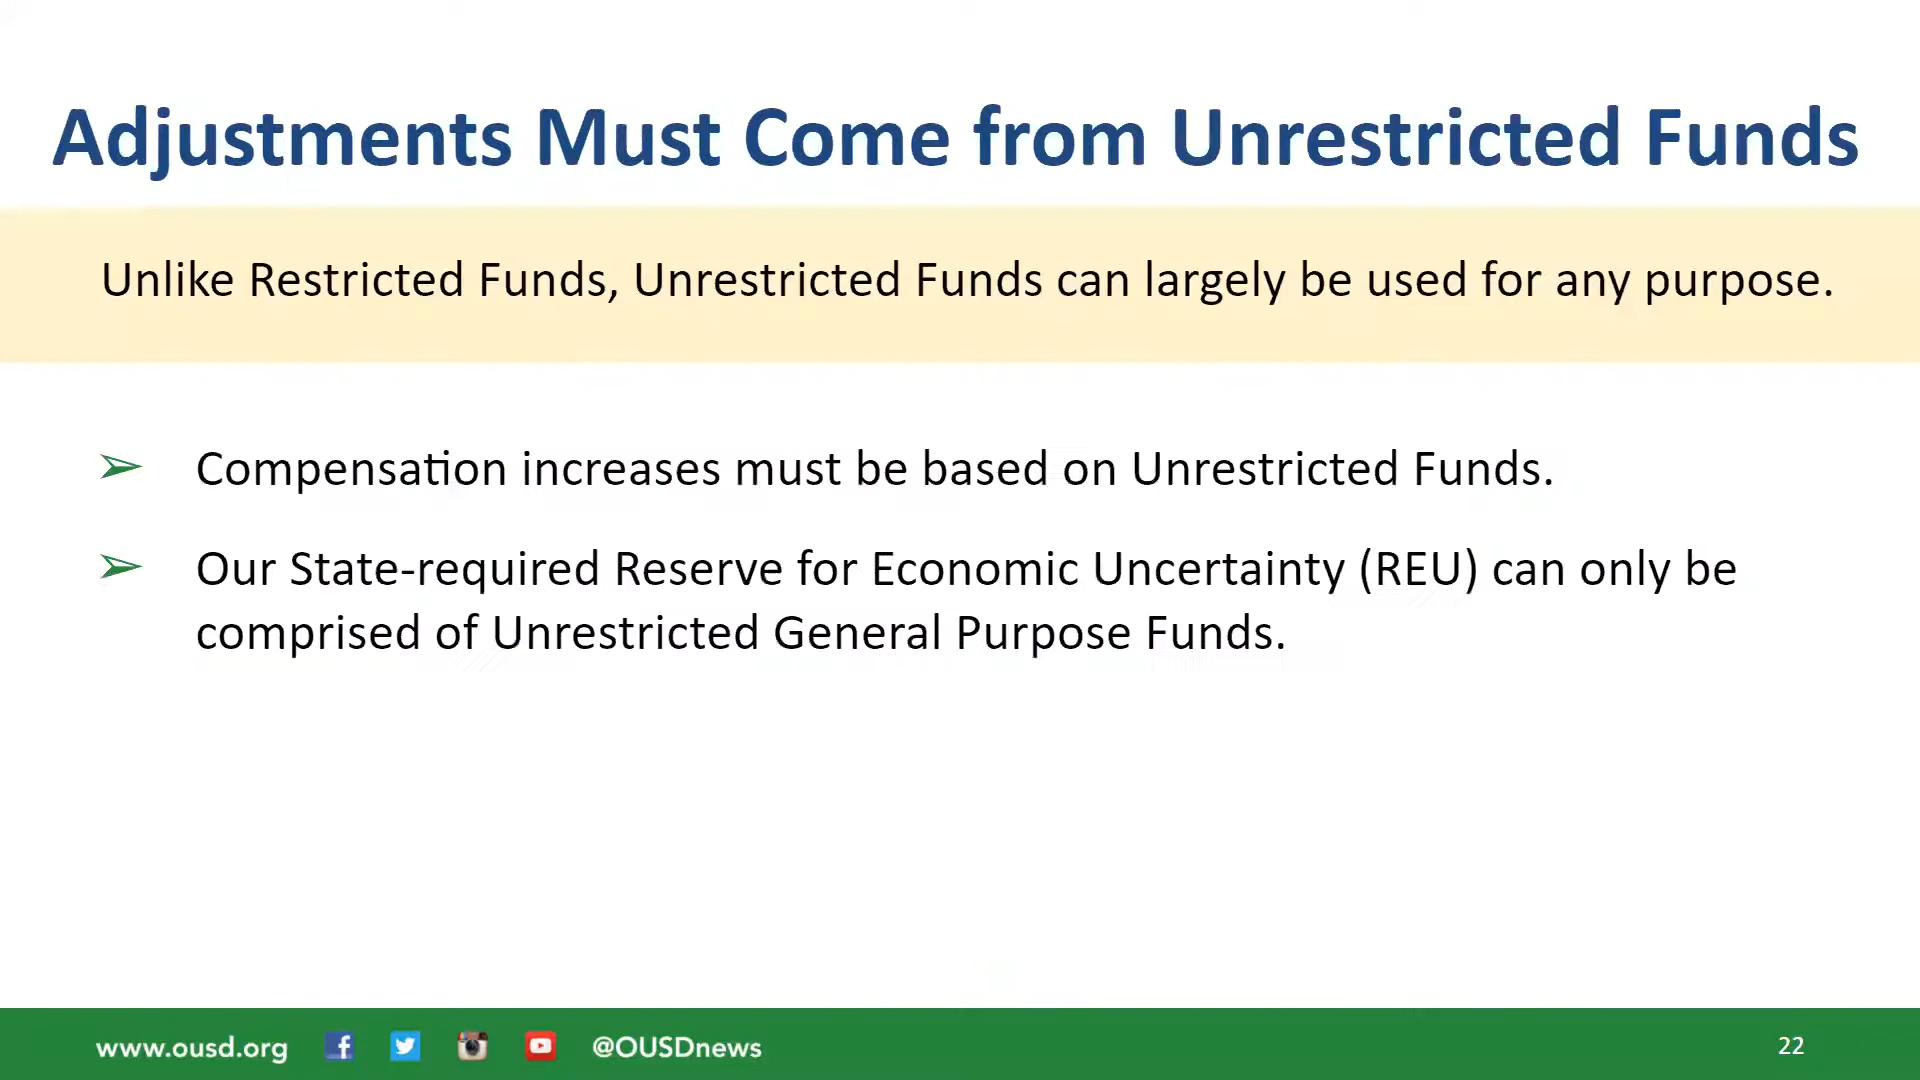 Adjustments Must Come from Unrestricted Funds
Unlike Restricted Funds, Unrestricted Funds can largely be used for any purpose.
➢ Compensation increases must be based on Unrestricted Funds.
➢ Our State-required Reserve for Economic Uncertainty (REU) can only be
comprised of Unrestricted General Purpose Funds.
www.ousd.org @OUSDnews 22